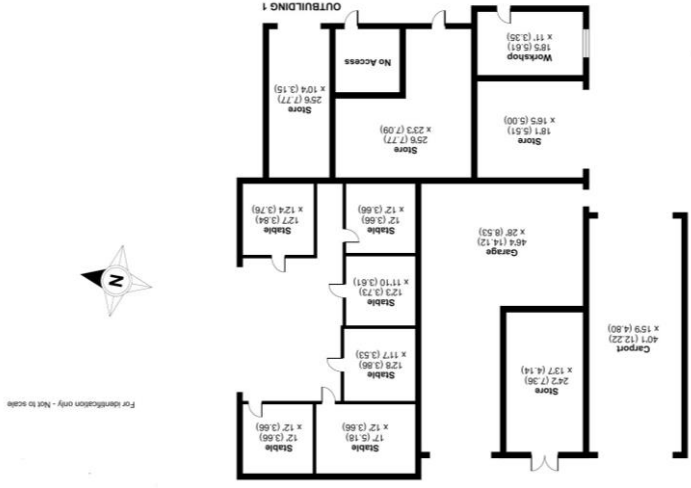 Stable
17' (5.18)
x 12' (3.66)
Stable
12' (3.66)
x 12' (3.66)
For identification only - Not to scale
Carport
40'1 (12.22)
x 15'9 (4.80)
Store
24'2 (7.36)
x 13'7 (4.14)
Stable
12'8 (3.86)
x 11'7 (3.53)
Stable
12'3 (3.73)
x 11'10 (3.61)
N
Garage
46'4 (14.12)
x 28' (8.53)
Stable
12' (3.66)
x 12' (3.66)
Stable
12'7 (3.84)
x 12'4 (3.76)
Store
18'1 (5.51)
x 16'5 (5.00)
Store
25'6 (7.77)
x 23'3 (7.09)
Store
25'6 (7.77)
x 10'4 (3.15)
Workshop
18'5 (5.61)
x 11' (3.35)
No Access
OUTBUILDING 1